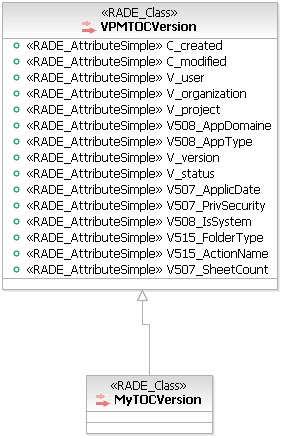 «RADE_Class»
VPMTOCVersion
«RADE_AttributeSimple» C_created
«RADE_AttributeSimple» C_modified
«RADE_AttributeSimple» V_user
«RADE_AttributeSimple» V_organization
«RADE_AttributeSimple» V_project
«RADE_AttributeSimple» V508_AppDomaine
«RADE_AttributeSimple» V508_AppType
«RADE_AttributeSimple» V_version
«RADE_AttributeSimple» V_status
«RADE_AttributeSimple» V507_ApplicDate
«RADE_AttributeSimple» V507_PrivSecurity
«RADE_AttributeSimple» V508_IsSystem
«RADE_AttributeSimple» V515_FolderType
«RADE_AttributeSimple» V515_ActionName
«RADE_AttributeSimple» V507_SheetCount
«RADE_Class»
MyTOCVersion